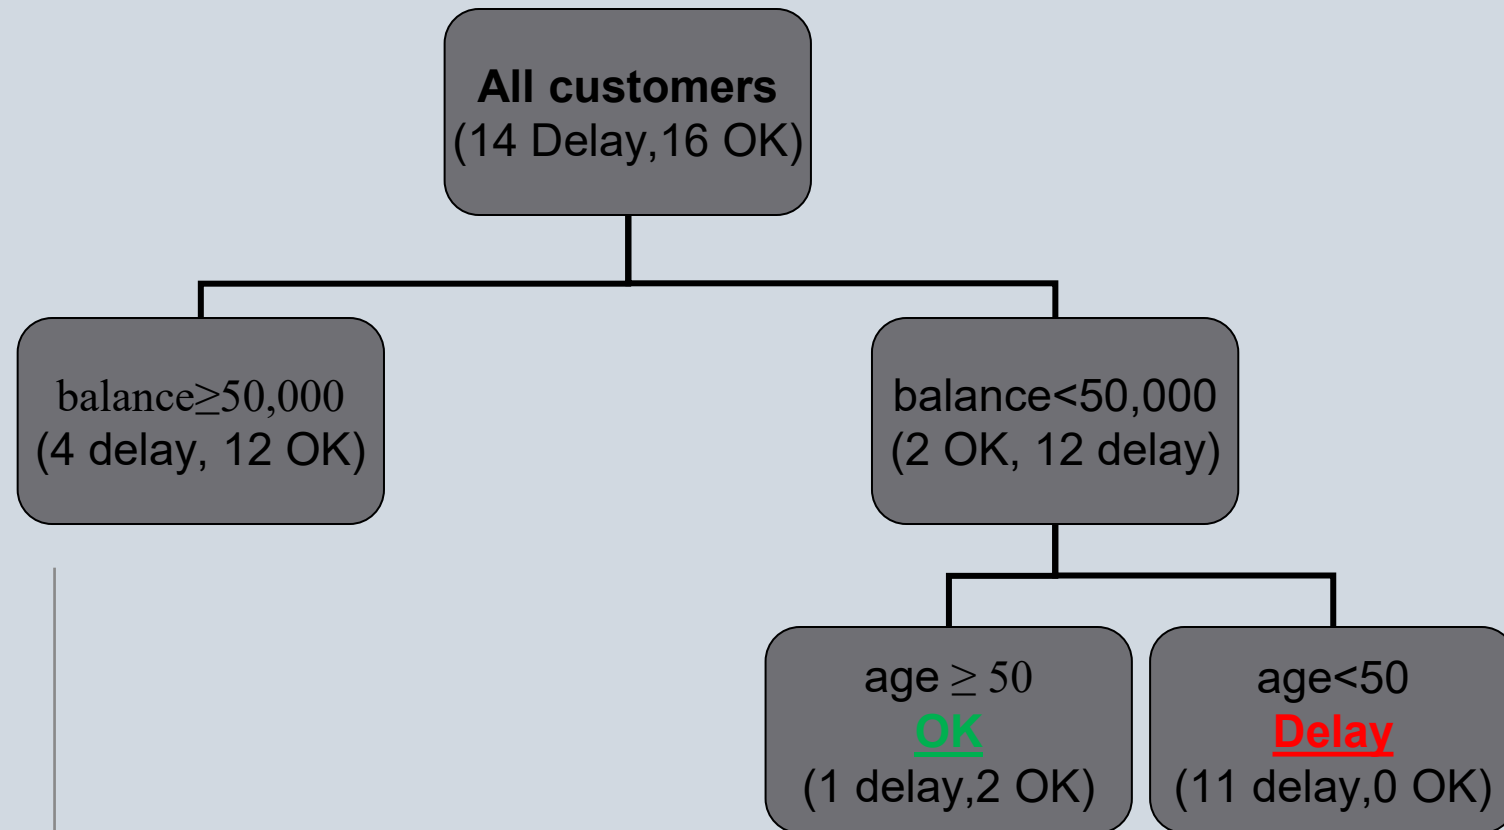 All customers
(14 Delay,16 OK)
balance≥50,000
(4 delay, 12 OK)
balance<50,000
(2 OK, 12 delay)
age ≥ 50
OK
(1 delay,2 OK)
age<50
Delay
(11 delay,0 OK)